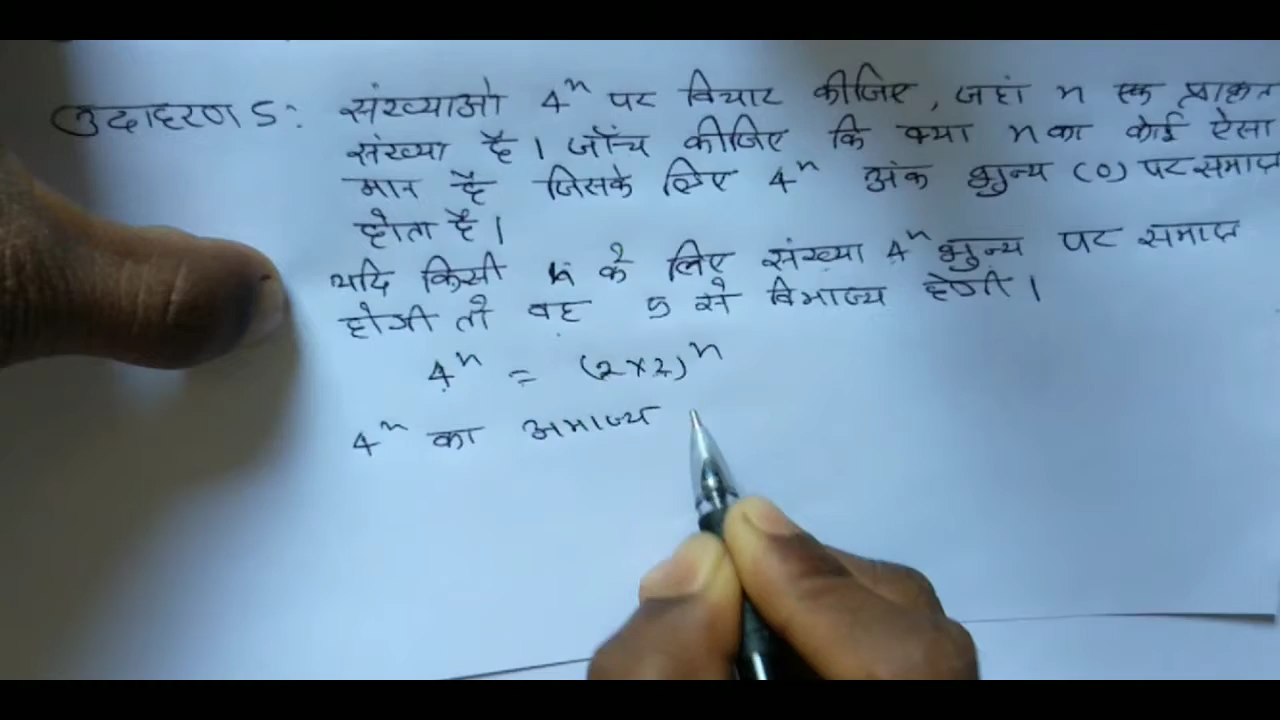 उदाहरण 5: संख्याओ 4ⁿ पर विचार कीजिए, जहां n एक प्राकृत
संख्या है। जाँच कीजिए कि क्या n का कोई ऐसा
मान है जिसके लिए 4ⁿ अंक शुन्य (0) पर समाप्त
होता है।
यदि किसी n के लिए संख्या 4ⁿ शुन्य पर समाप्त
होगी तो वह 5 से विभाज्य होगी।
4ⁿ = (2×2)ⁿ
4ⁿ का अभाज्य